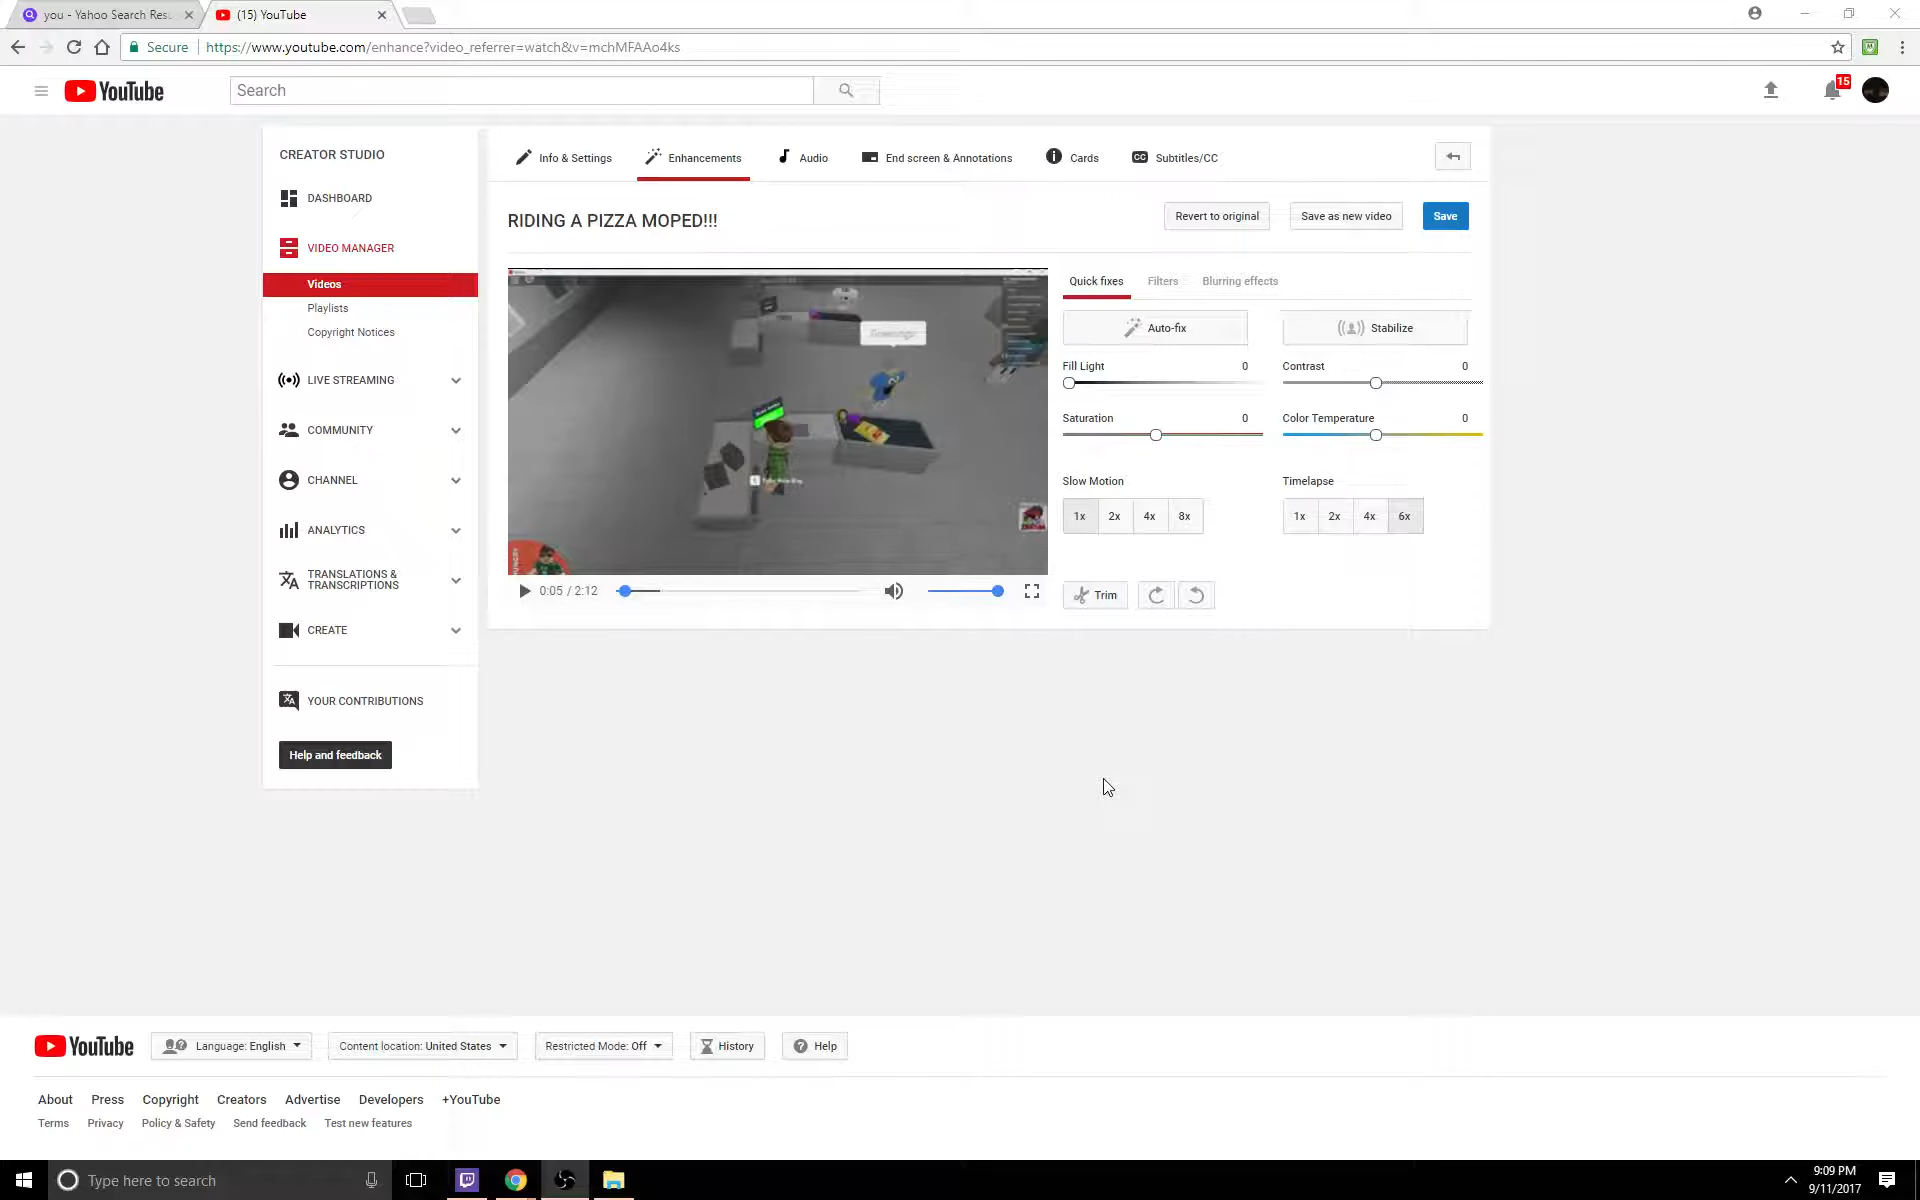 you - Yahoo Search Res
(15) YouTube
Secure
https://www.youtube.com/enhance?video_referrer=watch&v=mchMFAAo4ks
YouTube
Search
15
CREATOR STUDIO
DASHBOARD
VIDEO MANAGER
Videos
Playlists
Copyright Notices
LIVE STREAMING
COMMUNITY
CHANNEL
ANALYTICS
TRANSLATIONS &
TRANSCRIPTIONS
CREATE
YOUR CONTRIBUTIONS
Help and feedback
Info & Settings
Enhancements
Audio
End screen & Annotations
Cards
CC Subtitles/CC
RIDING A PIZZA MOPED!!!
Revert to original
Save as new video
Save
HUNGRY
0:05 / 2:12
Quick fixes
Filters
Blurring effects
Auto-fix
Stabilize
Fill Light 0
Contrast 0
Saturation 0
Color Temperature 0
Slow Motion
Timelapse
1x 2x 4x 8x
1x 2x 4x 6x
Trim
YouTube
Language: English
Content location: United States
Restricted Mode: Off
History
Help
About Press Copyright Creators Advertise Developers +YouTube
Terms Privacy Policy & Safety Send feedback Test new features
Type here to search
9:09 PM
9/11/2017